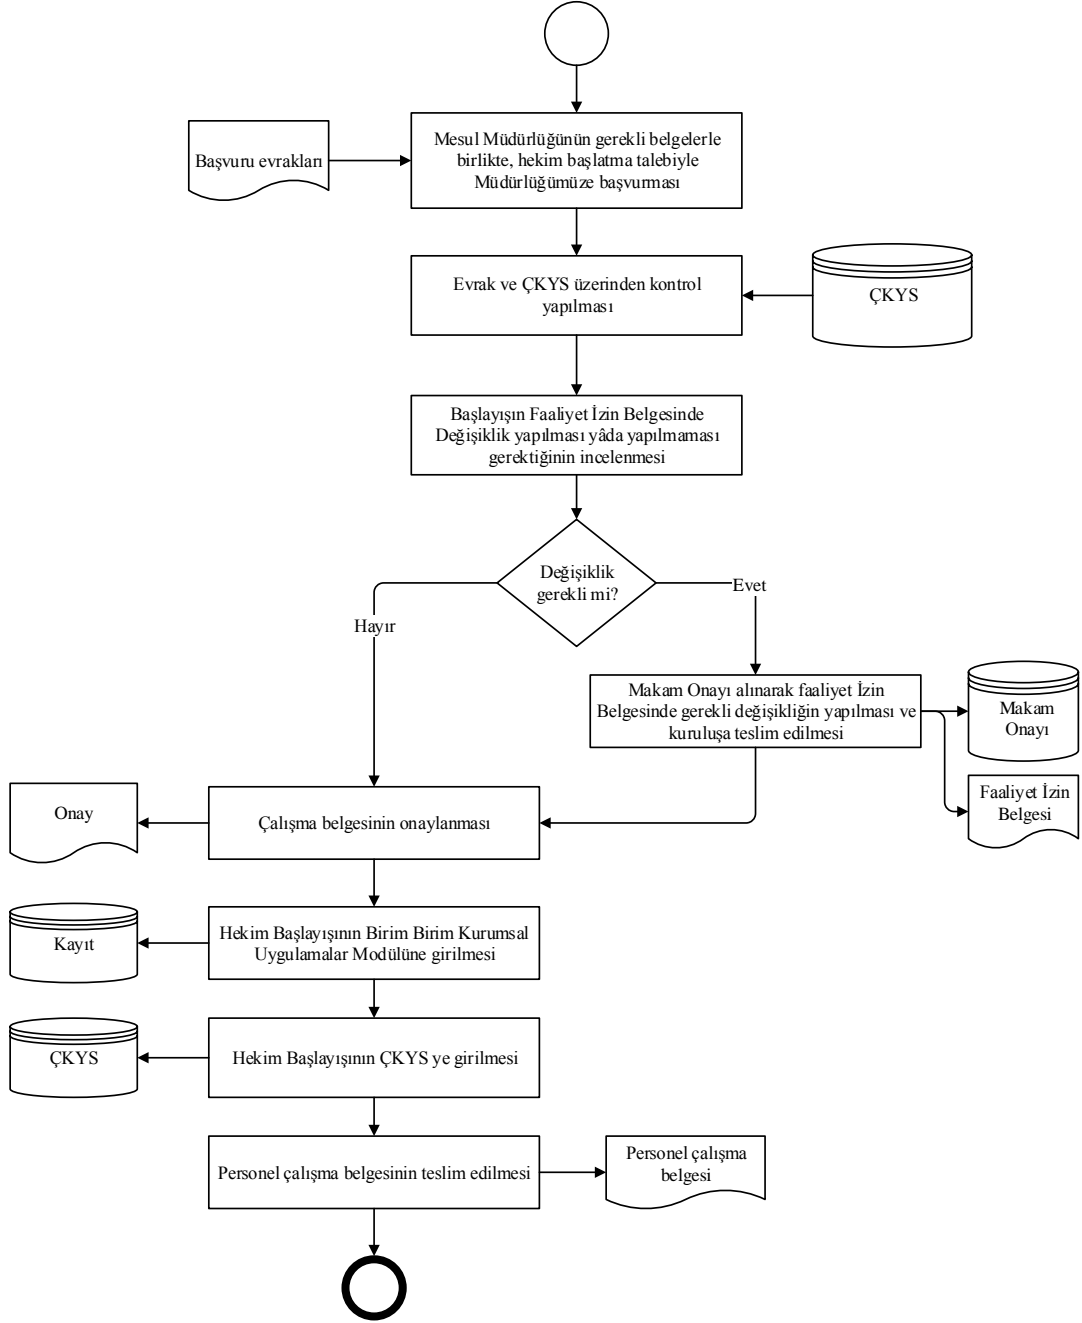 Başvuru evrakları
Mesul Müdürlüğünün gerekli belgelerle
birlikte, hekim başlatma talebiyle
Müdürlüğümüze başvurması
Evrak ve ÇKYS üzerinden kontrol
yapılması
ÇKYS
Başlayışın Faaliyet İzin Belgesinde
Değişiklik yapılması yâda yapılmaması
gerektiğinin incelenmesi
Değişiklik
gerekli mi?
Evet
Hayır
Makam Onayı alınarak faaliyet İzin
Belgesinde gerekli değişikliğin yapılması ve
kuruluşa teslim edilmesi
Makam
Onayı
Faaliyet İzin
Belgesi
Onay
Çalışma belgesinin onaylanması
Kayıt
Hekim Başlayışının Birim Birim Kurumsal
Uygulamalar Modülüne girilmesi
ÇKYS
Hekim Başlayışının ÇKYS ye girilmesi
Personel çalışma belgesinin teslim edilmesi
Personel çalışma
belgesi